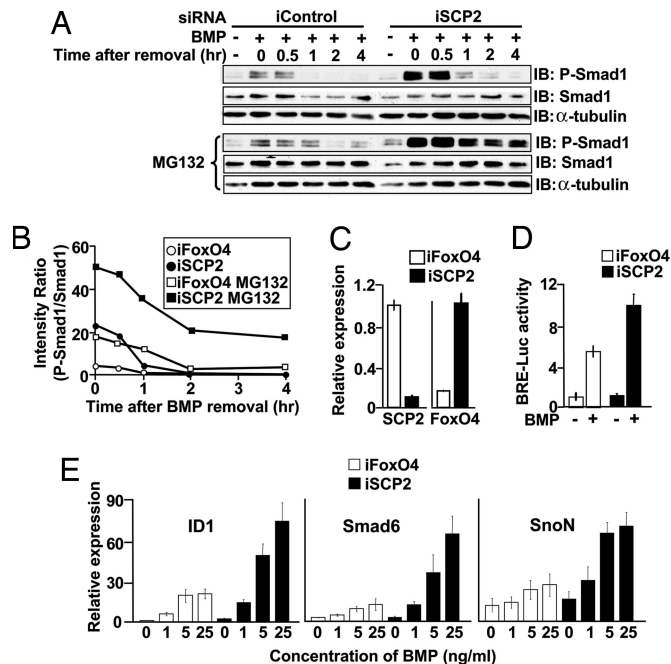 A
siRNA iControl iSCP2
BMP - + + + + + - + + + + +
Time after removal (hr) - 0 0.5 1 2 4 - 0 0.5 1 2 4
IB: P-Smad1
IB: Smad1
IB: α-tubulin
MG132
IB: P-Smad1
IB: Smad1
IB: α-tubulin
B
iFoxO4
iSCP2
iFoxO4 MG132
iSCP2 MG132
Intensity Ratio
(P-Smad1/Smad1)
60
40
20
0
0 1 2 3 4
Time after BMP removal (hr)
C
iFoxO4
iSCP2
Relative expression
1.2
0.8
0.4
0
SCP2 FoxO4
D
iFoxO4
iSCP2
BRE-Luc activity
12
8
4
0
BMP - + - +
E
iFoxO4
iSCP2
Relative expression
90
60
30
0
ID1 Smad6 SnoN
0 1 5 25 0 1 5 25 0 1 5 25 0 1 5 25 0 1 5 25 0 1 5 25
Concentration of BMP (ng/ml)